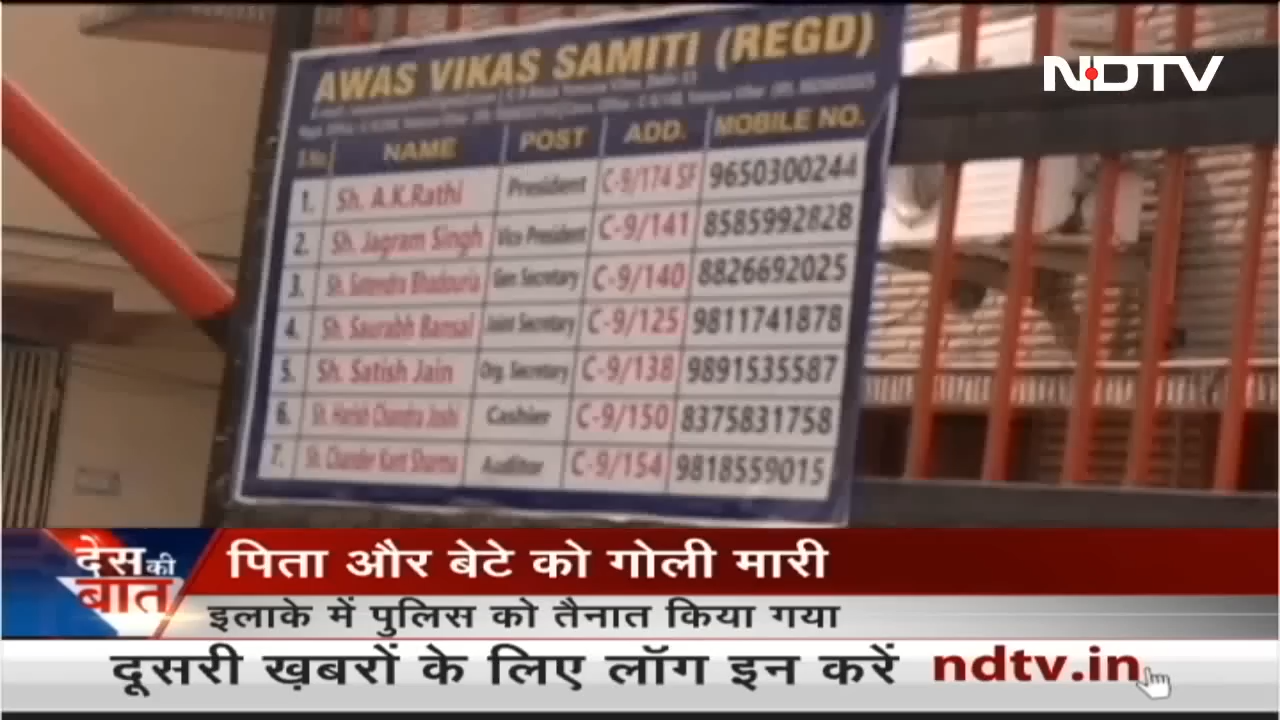 NDTV
AWAS VIKAS SAMITI (REGD)
S.No. NAME POST ADD. MOBILE NO.
1. Sh. A.K.Rathi President C-9/174 SF 9650300244
2. Sh. Jagram Singh Vice President C-9/141 8585992828
3. Sh. Satendra Bhadouria Gen Secretary C-9/140 8826692025
4. Sh. Saurabh Bansal Joint Secretary C-9/125 9811741878
5. Sh. Satish Jain Org. Secretary C-9/138 9891535587
6. Sh. Harish Chandra Joshi Cashier C-9/150 8375831758
7. Sh. Chander Kant Sharma Auditor C-9/154 9818559015
देस की बात
पिता और बेटे को गोली मारी
इलाके में पुलिस को तैनात किया गया
दूसरी ख़बरों के लिए लॉग इन करें ndtv.in